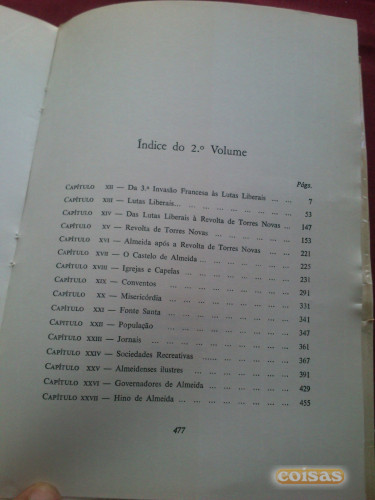 Índice do 2.º Volume
Págs.
CAPÍTULO XII — Da 3.ª Invasão Francesa às Lutas Liberais ... ... 7
CAPÍTULO XIII — Lutas Liberais... ... ... ... ... ... ... ... 53
CAPÍTULO XIV — Das Lutas Liberais à Revolta de Torres Novas ... 147
CAPÍTULO XV — Revolta de Torres Novas ... ... ... ... ... 153
CAPÍTULO XVI — Almeida após a Revolta de Torres Novas ... ... 221
CAPÍTULO XVII — O Castelo de Almeida ... ... ... ... ... ... 225
CAPÍTULO XVIII — Igrejas e Capelas ... ... ... ... ... ... ... 231
CAPÍTULO XIX — Conventos ... ... ... ... ... ... ... ... 291
CAPÍTULO XX — Misericórdia ... ... ... ... ... ... ... ... 331
CAPÍTULO XXI — Fonte Santa ... ... ... ... ... ... ... ... 341
CAPÍTULO XXII — População ... ... ... ... ... ... ... ... 347
CAPÍTULO XXIII — Jornais ... ... ... ... ... ... ... ... ... 361
CAPÍTULO XXIV — Sociedades Recreativas ...... ... ... ... ... 367
CAPÍTULO XXV — Almeidenses ilustres ... ... ... ... ... ... 391
CAPÍTULO XXVI — Governadores de Almeida ... ... ... ... ... 429
CAPÍTULO XXVII — Hino de Almeida ... ... ... ... ... ... ... 455
477
coisas